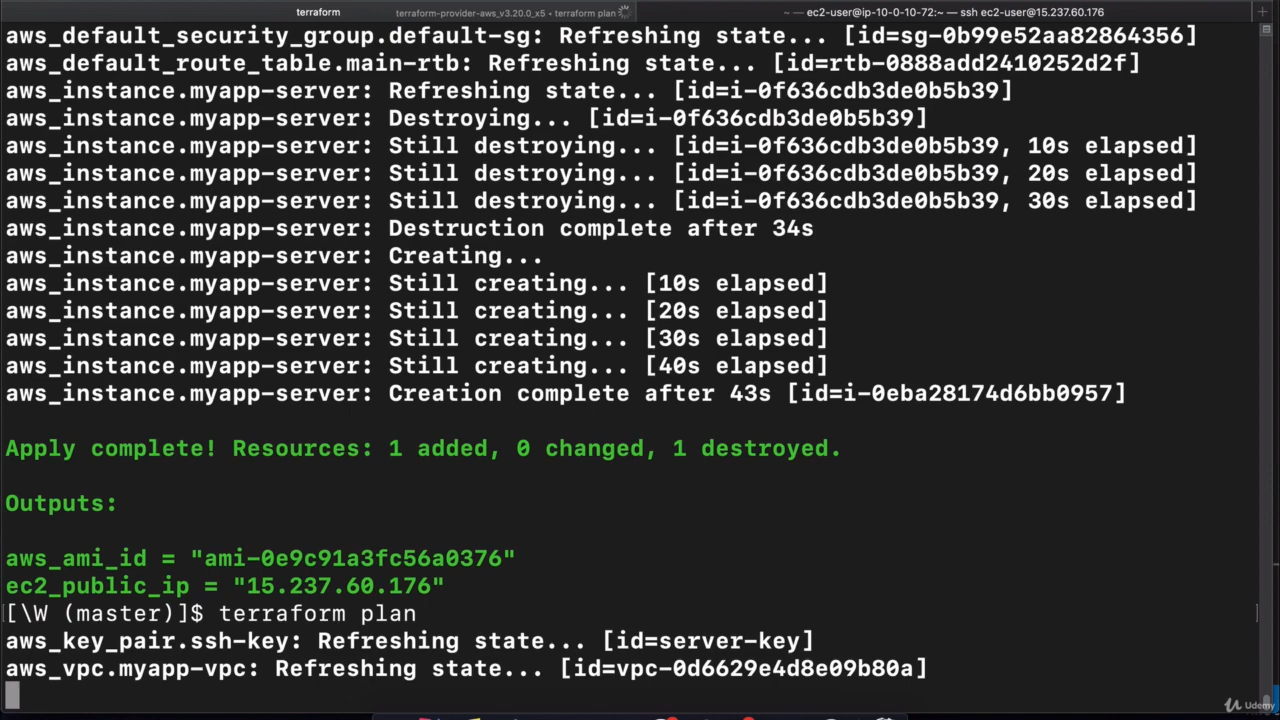 terraform
terraform-provider-aws_v3.20.0_x5 • terraform plan
~ — ec2-user@ip-10-0-10-72:~ — ssh ec2-user@15.237.60.176
aws_default_security_group.default-sg: Refreshing state... [id=sg-0b99e52aa82864356]
aws_default_route_table.main-rtb: Refreshing state... [id=rtb-0888add2410252d2f]
aws_instance.myapp-server: Refreshing state... [id=i-0f636cdb3de0b5b39]
aws_instance.myapp-server: Destroying... [id=i-0f636cdb3de0b5b39]
aws_instance.myapp-server: Still destroying... [id=i-0f636cdb3de0b5b39, 10s elapsed]
aws_instance.myapp-server: Still destroying... [id=i-0f636cdb3de0b5b39, 20s elapsed]
aws_instance.myapp-server: Still destroying... [id=i-0f636cdb3de0b5b39, 30s elapsed]
aws_instance.myapp-server: Destruction complete after 34s
aws_instance.myapp-server: Creating...
aws_instance.myapp-server: Still creating... [10s elapsed]
aws_instance.myapp-server: Still creating... [20s elapsed]
aws_instance.myapp-server: Still creating... [30s elapsed]
aws_instance.myapp-server: Still creating... [40s elapsed]
aws_instance.myapp-server: Creation complete after 43s [id=i-0eba28174d6bb0957]
Apply complete! Resources: 1 added, 0 changed, 1 destroyed.
Outputs:
aws_ami_id = "ami-0e9c91a3fc56a0376"
ec2_public_ip = "15.237.60.176"
[\W (master)]$ terraform plan
aws_key_pair.ssh-key: Refreshing state... [id=server-key]
aws_vpc.myapp-vpc: Refreshing state... [id=vpc-0d6629e4d8e09b80a]
Udemy